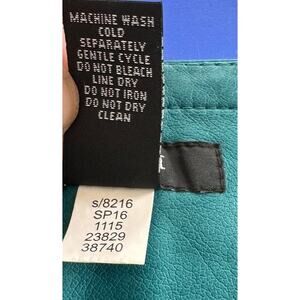 MACHINE WASH
COLD
SEPARATELY
GENTLE CYCLE
DO NOT BLEACH
LINE DRY
DO NOT IRON
DO NOT DRY
CLEAN
s/8216
SP16
1115
23829
38740